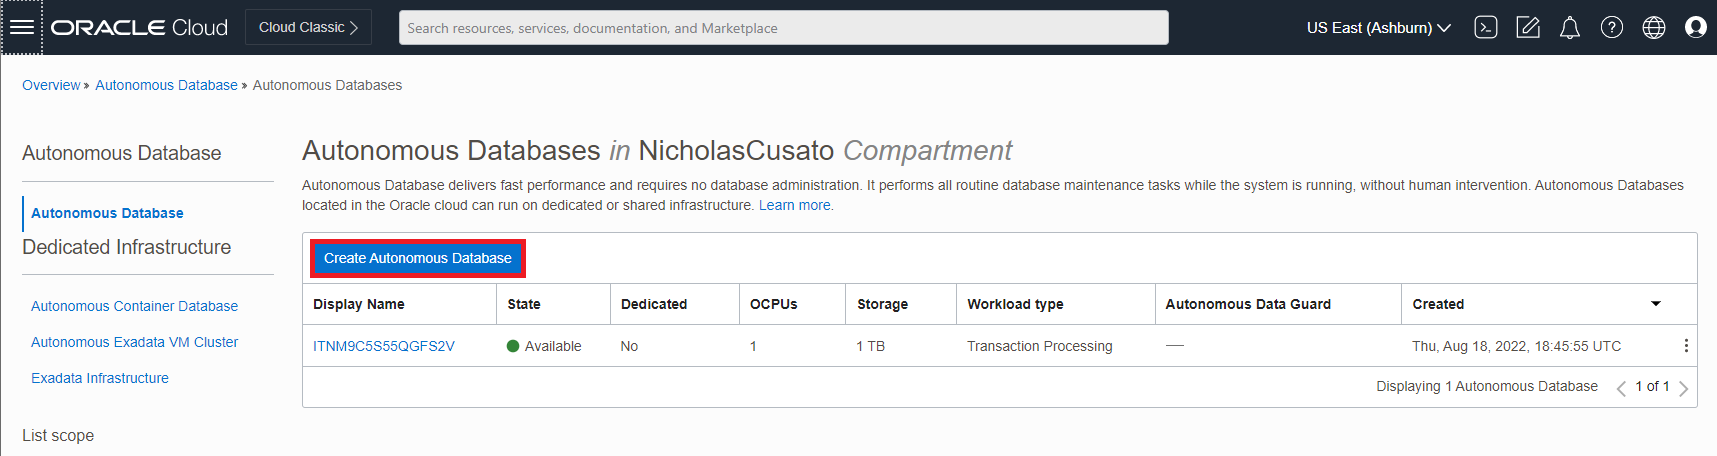 ORACLE Cloud
Cloud Classic
Search resources, services, documentation, and Marketplace
US East (Ashburn)
Overview » Autonomous Database » Autonomous Databases
Autonomous Database
Autonomous Database
Dedicated Infrastructure
Autonomous Container Database
Autonomous Exadata VM Cluster
Exadata Infrastructure
List scope
Autonomous Databases in NicholasCusato Compartment
Autonomous Database delivers fast performance and requires no database administration. It performs all routine database maintenance tasks while the system is running, without human intervention. Autonomous Databases
located in the Oracle cloud can run on dedicated or shared infrastructure. Learn more.
Create Autonomous Database
Display Name State Dedicated OCPUs Storage Workload type Autonomous Data Guard Created
ITNM9C5S55QGFS2V Available No 1 1 TB Transaction Processing — Thu, Aug 18, 2022, 18:45:55 UTC
Displaying 1 Autonomous Database 1 of 1